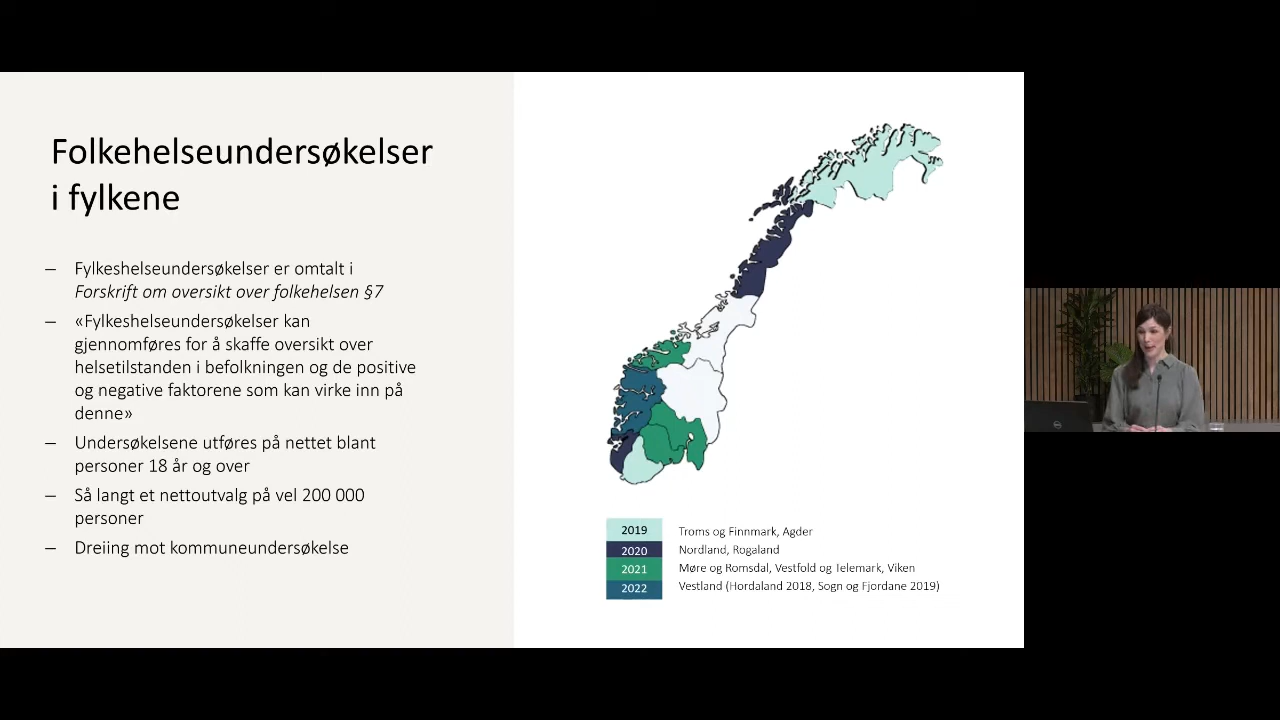 Folkehelseundersøkelser
i fylkene
– Fylkeshelseundersøkelser er omtalt i
Forskrift om oversikt over folkehelsen §7
– «Fylkeshelseundersøkelser kan
gjennomføres for å skaffe oversikt over
helsetilstanden i befolkningen og de positive
og negative faktorene som kan virke inn på
denne»
– Undersøkelsene utføres på nettet blant
personer 18 år og over
– Så langt et nettoutvalg på vel 200 000
personer
– Dreiing mot kommuneundersøkelse
2019 Troms og Finnmark, Agder
2020 Nordland, Rogaland
2021 Møre og Romsdal, Vestfold og Telemark, Viken
2022 Vestland (Hordaland 2018, Sogn og Fjordane 2019)